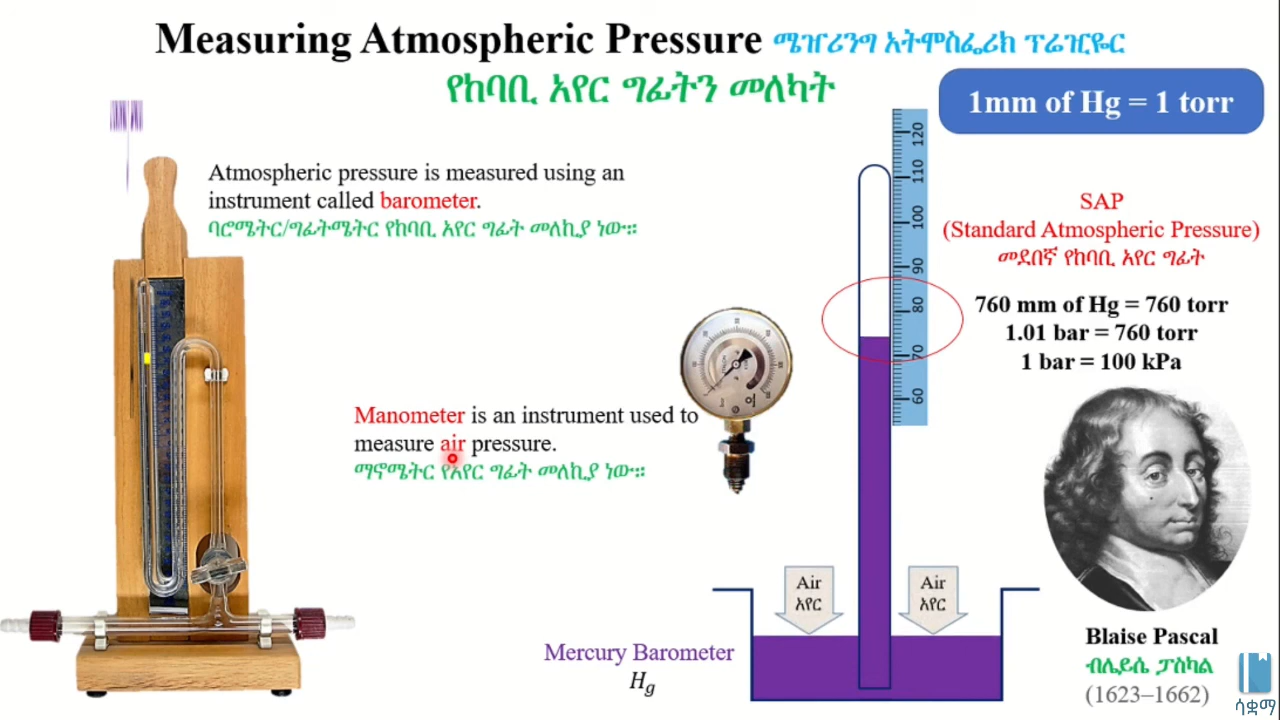 Measuring Atmospheric Pressure ሜዠሪንግ አትሞስፌሪክ ፕሬዠዡር
የከባቢ አየር ግፊትን መለካት
1mm of Hg = 1 torr
Atmospheric pressure is measured using an
instrument called barometer.
ባሮሜትር/ግፊትሜትር የከባቢ አየር ግፊት መለኪያ ነው።
SAP
(Standard Atmospheric Pressure)
መደበኛ የከባቢ አየር ግፊት
760 mm of Hg = 760 torr
1.01 bar = 760 torr
1 bar = 100 kPa
120
110
100
90
80
70
60
Manometer is an instrument used to
measure air pressure.
ማኖሜትር የአየር ግፊት መለኪያ ነው።
Air
አየር
Air
አየር
Mercury Barometer
Hg
Blaise Pascal
ብሌይሴ ፓስካል
(1623–1662)
ሳቋማ